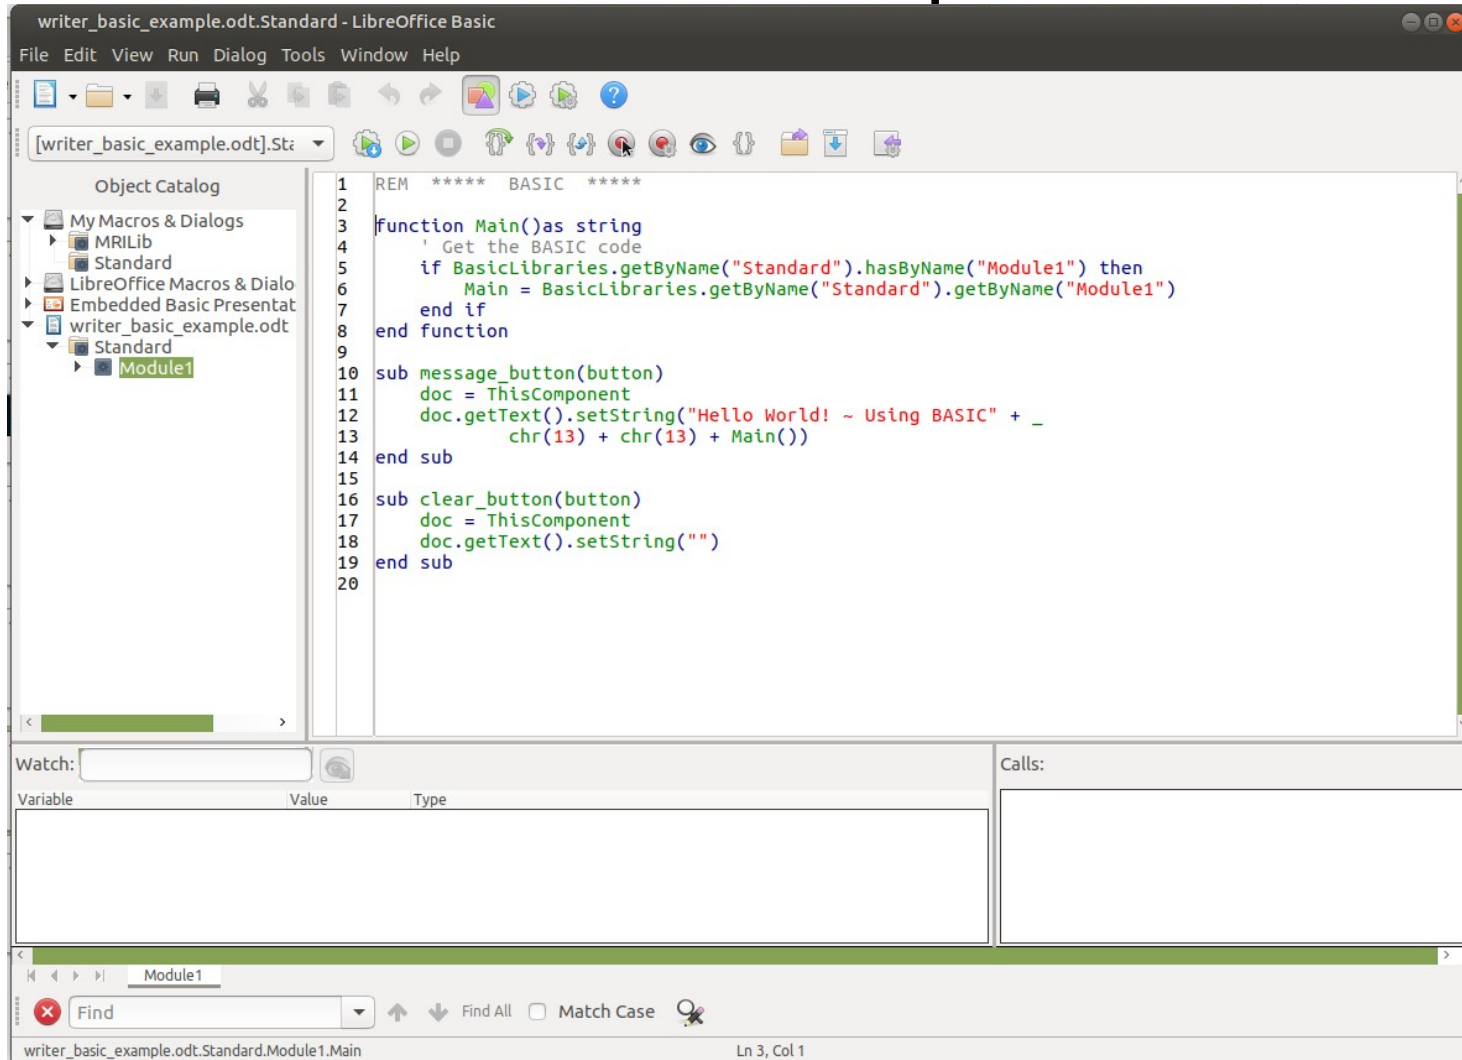 writer_basic_example.odt.Standard - LibreOffice Basic
File Edit View Run Dialog Tools Window Help
[writer_basic_example.odt].Sta
Object Catalog
My Macros & Dialogs
MRILib
Standard
LibreOffice Macros & Dialo
Embedded Basic Presentat
writer_basic_example.odt
Standard
Module1
1 REM ***** BASIC *****
2
3 function Main()as string
4 ' Get the BASIC code
5 if BasicLibraries.getByName("Standard").hasByName("Module1") then
6 Main = BasicLibraries.getByName("Standard").getByName("Module1")
7 end if
8 end function
9
10 sub message_button(button)
11 doc = ThisComponent
12 doc.getText().setString("Hello World! ~ Using BASIC" + _
13 chr(13) + chr(13) + Main())
14 end sub
15
16 sub clear_button(button)
17 doc = ThisComponent
18 doc.getText().setString("")
19 end sub
20
Watch:
Calls:
Variable Value Type
Module1
Find Find All Match Case
writer_basic_example.odt.Standard.Module1.Main Ln 3, Col 1